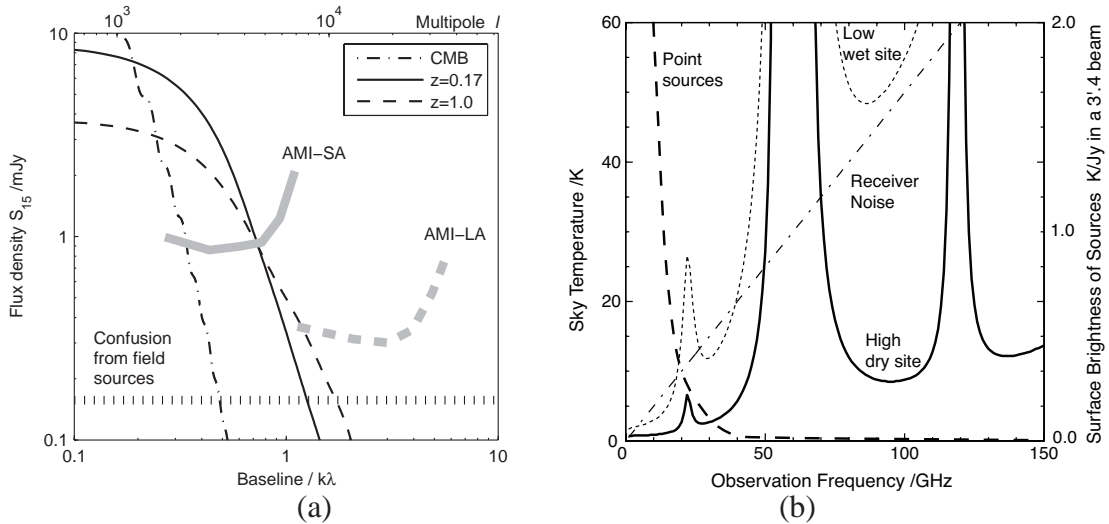 10³ 10⁴ Multipole l
10
1
0.1
Flux density S₁₅ /mJy
CMB
z=0.17
z=1.0
AMI–SA
AMI–LA
Confusion
from field
sources
0.1 1 10
Baseline / kλ
(a)
60
40
20
0
Sky Temperature /K
Point
sources
Low
wet site
Receiver
Noise
High
dry site
2.0
1.0
0.0
Surface Brightness of Sources K/Jy in a 3'.4 beam
0 50 100 150
Observation Frequency /GHz
(b)